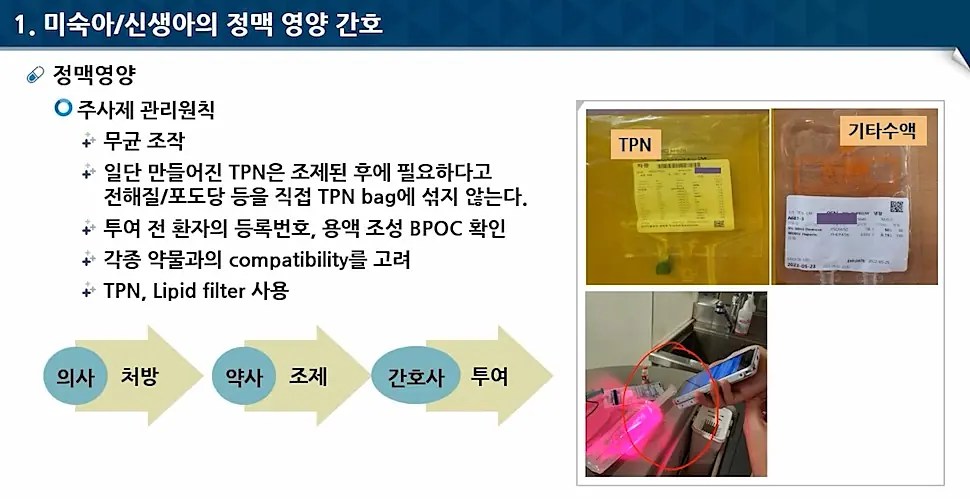 1. 미숙아/신생아의 정맥 영양 간호
정맥영양
주사제 관리원칙
무균 조작
일단 만들어진 TPN은 조제된 후에 필요하다고
전해질/포도당 등을 직접 TPN bag에 섞지 않는다.
투여 전 환자의 등록번호, 용액 조성 BPOC 확인
각종 약물과의 compatibility를 고려
TPN, Lipid filter 사용
의사 처방
약사 조제
간호사 투여
TPN
기타수액